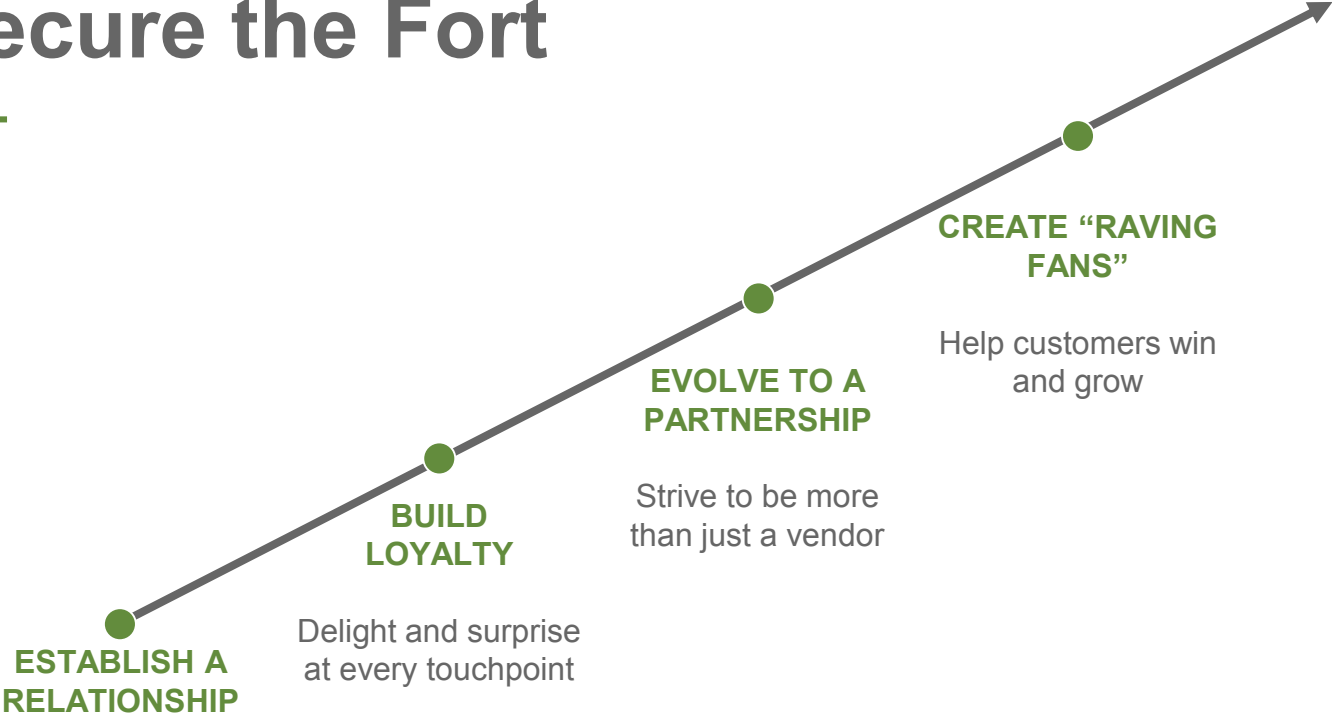 ecure the Fort
CREATE “RAVING
FANS”
Help customers win
and grow
EVOLVE TO A
PARTNERSHIP
Strive to be more
than just a vendor
BUILD
LOYALTY
Delight and surprise
at every touchpoint
ESTABLISH A
RELATIONSHIP